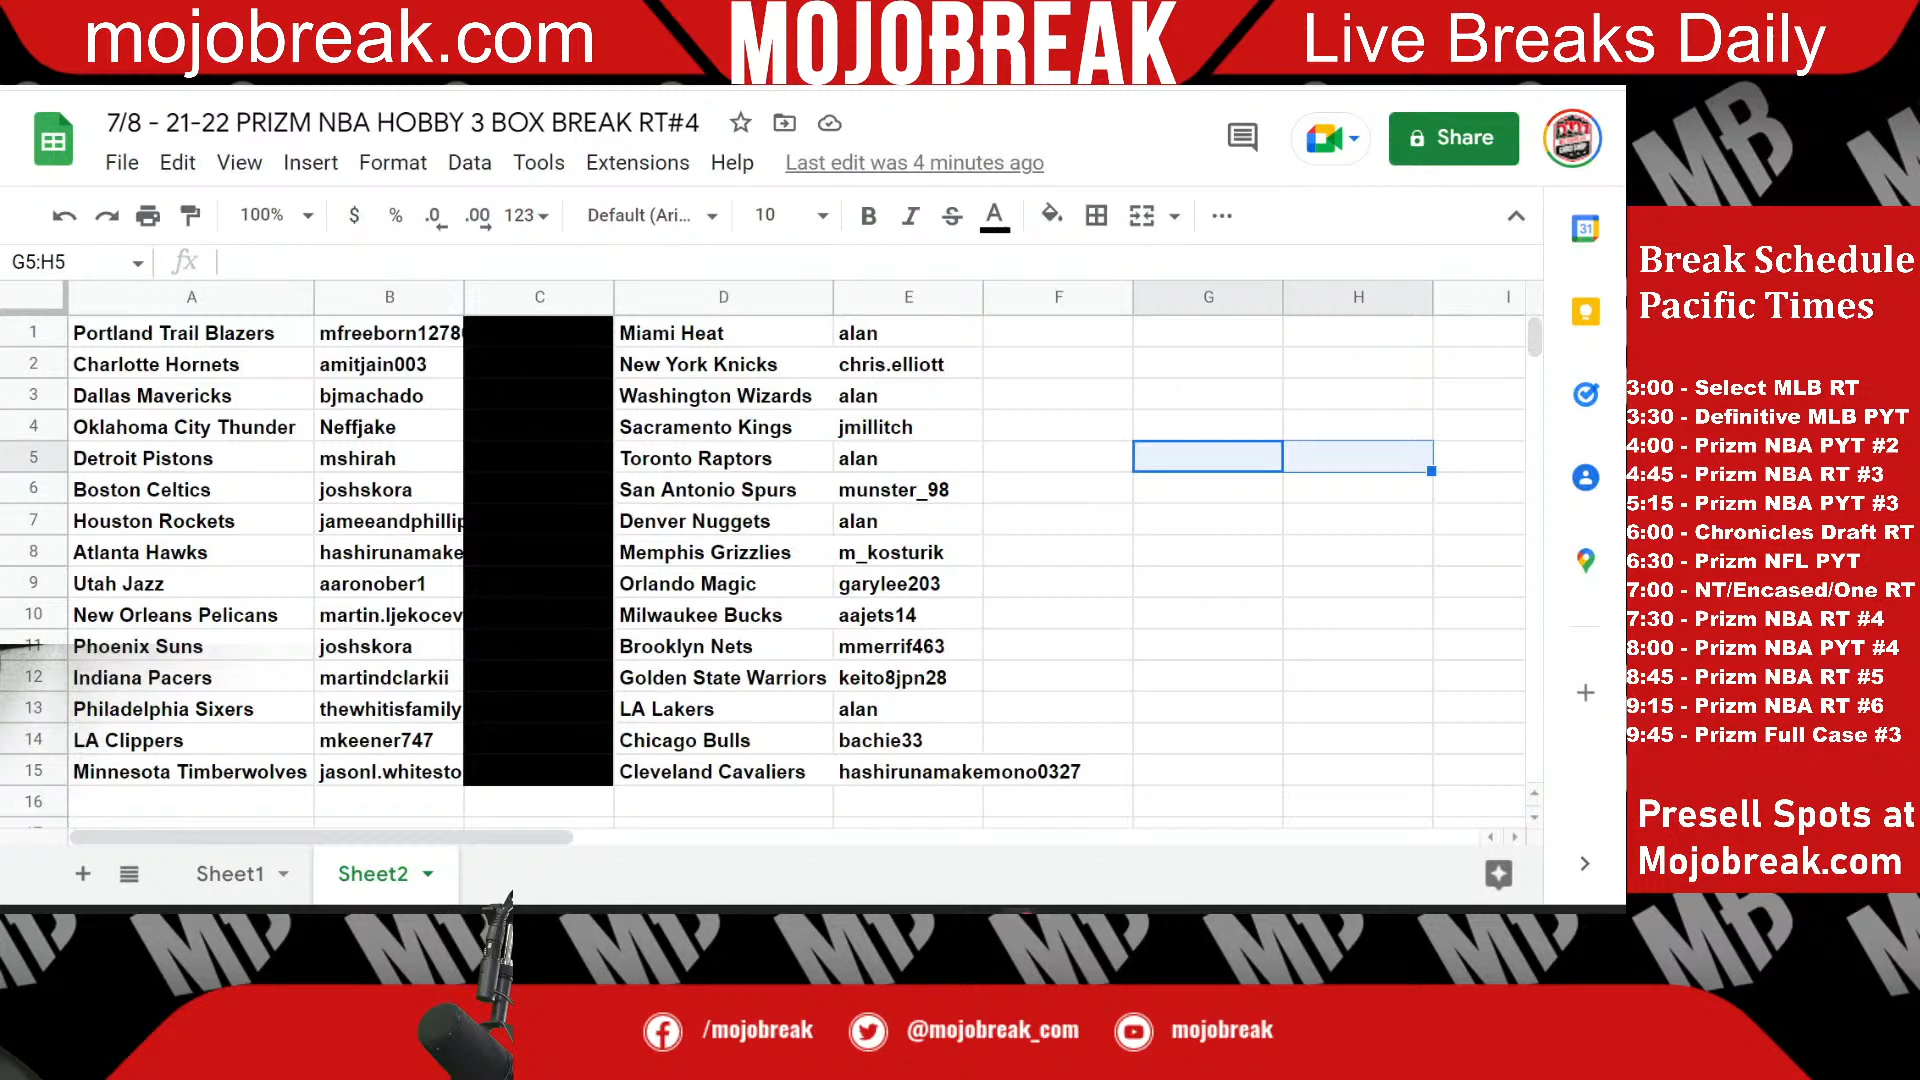 mojobreak.com
MOJOBREAK
Live Breaks Daily
7/8 - 21-22 PRIZM NBA HOBBY 3 BOX BREAK RT#4
Share
File Edit View Insert Format Data Tools Extensions Help Last edit was 4 minutes ago
100% $ % .0 .00 123 Default (Ari... 10 B I S A ...
G5:H5 fx
A B C D E F G H I
1 Portland Trail Blazers mfreeborn1278 Miami Heat alan
2 Charlotte Hornets amitjain003 New York Knicks chris.elliott
3 Dallas Mavericks bjmachado Washington Wizards alan
4 Oklahoma City Thunder Neffjake Sacramento Kings jmillitch
5 Detroit Pistons mshirah Toronto Raptors alan
6 Boston Celtics joshskora San Antonio Spurs munster_98
7 Houston Rockets jameeandphillip Denver Nuggets alan
8 Atlanta Hawks hashirunamake Memphis Grizzlies m_kosturik
9 Utah Jazz aaronober1 Orlando Magic garylee203
10 New Orleans Pelicans martin.ljekocev Milwaukee Bucks aajets14
11 Phoenix Suns joshskora Brooklyn Nets mmerrif463
12 Indiana Pacers martindclarkii Golden State Warriors keito8jpn28
13 Philadelphia Sixers thewhitisfamily LA Lakers alan
14 LA Clippers mkeener747 Chicago Bulls bachie33
15 Minnesota Timberwolves jasonl.whitesto Cleveland Cavaliers hashirunamakemono0327
16
+ Sheet1 Sheet2
31
Break Schedule
Pacific Times
3:00 - Select MLB RT
3:30 - Definitive MLB PYT
4:00 - Prizm NBA PYT #2
4:45 - Prizm NBA RT #3
5:15 - Prizm NBA PYT #3
6:00 - Chronicles Draft RT
6:30 - Prizm NFL PYT
7:00 - NT/Encased/One RT
7:30 - Prizm NBA RT #4
8:00 - Prizm NBA PYT #4
8:45 - Prizm NBA RT #5
9:15 - Prizm NBA RT #6
9:45 - Prizm Full Case #3
Presell Spots at
Mojobreak.com
/mojobreak @mojobreak_com mojobreak